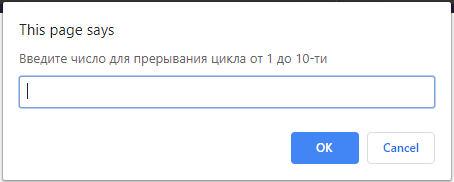 This page says
Введите число для прерывания цикла от 1 до 10-ти
OK
Cancel